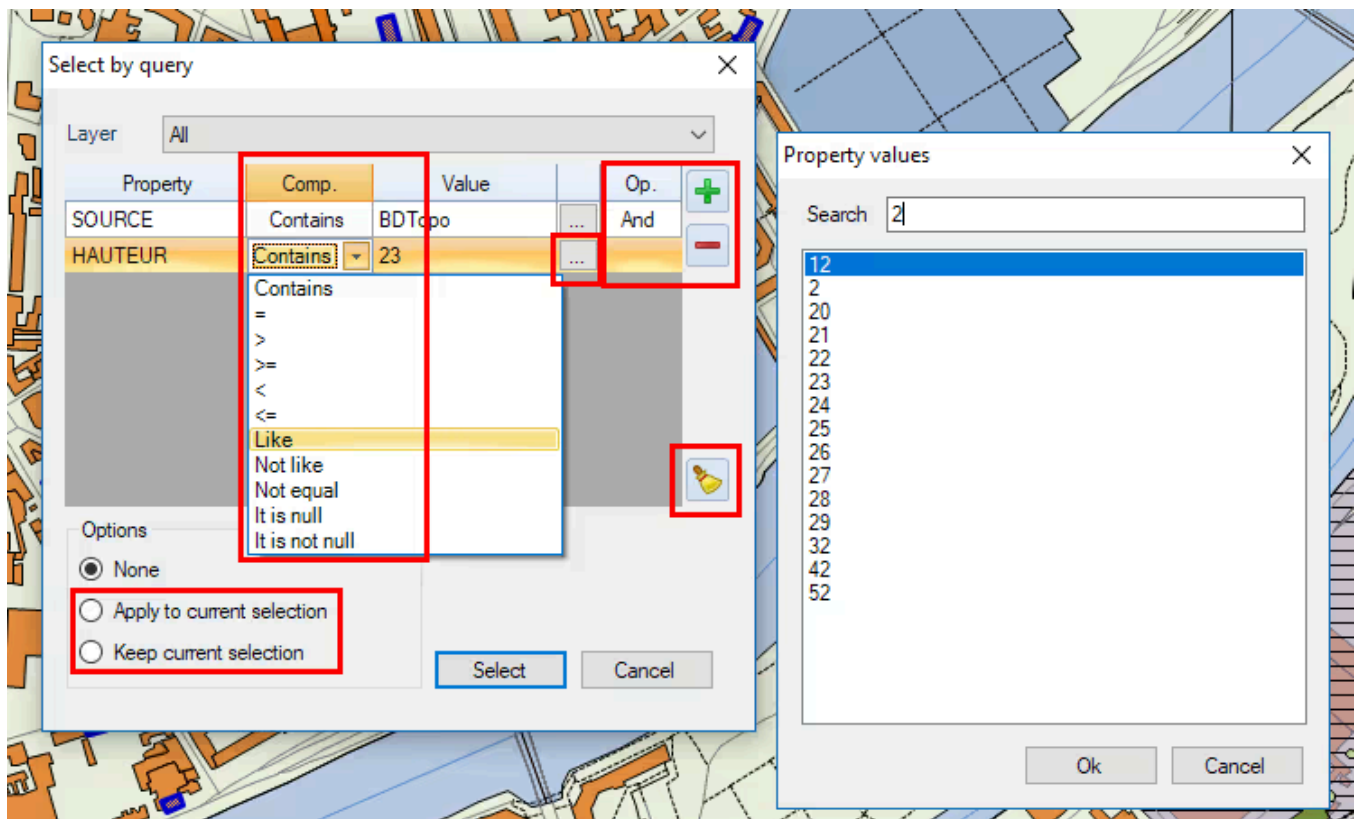 Select by query
Layer All
Property Comp. Value Op.
SOURCE Contains BDTopo ... And
HAUTEUR Contains 23 ...
Contains
=
>
>=
<
<=
Like
Not like
Not equal
It is null
It is not null
Options
None
Apply to current selection
Keep current selection
Select Cancel
Property values
Search 2
12
2
20
21
22
23
24
25
26
27
28
29
32
42
52
Ok Cancel